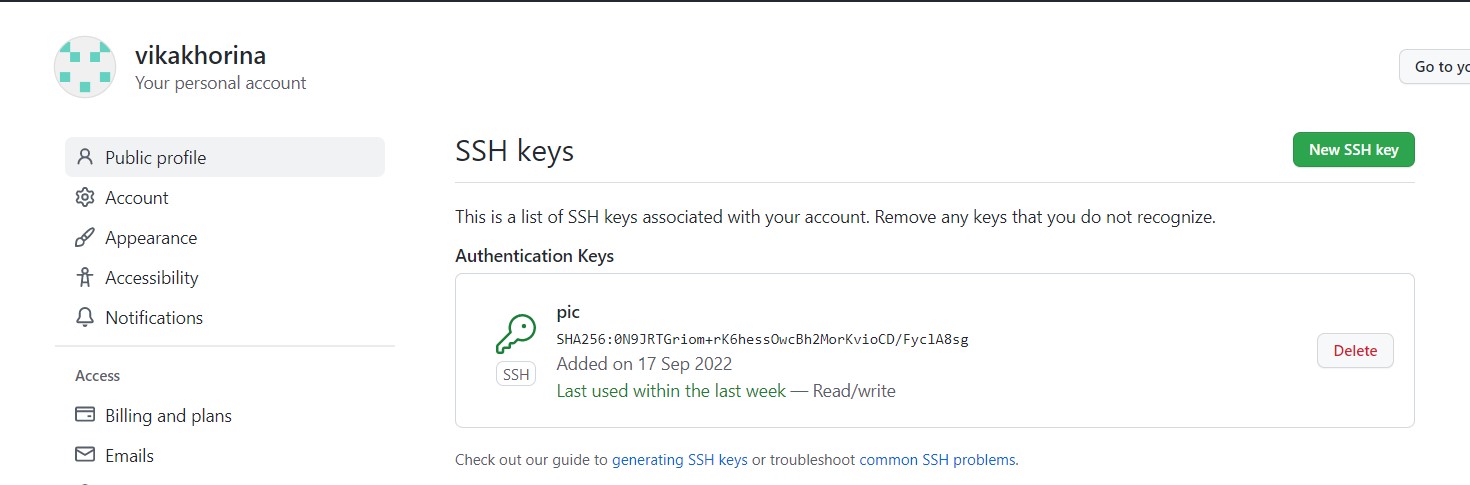 vikakhorina
Your personal account
Go to
Public profile
Account
Appearance
Accessibility
Notifications
Access
Billing and plans
Emails
SSH keys
New SSH key
This is a list of SSH keys associated with your account. Remove any keys that you do not recognize.
Authentication Keys
pic
SHA256:0N9JRTGriom+rK6hessOwcBh2MorKvioCD/FyclA8sg
SSH
Added on 17 Sep 2022
Last used within the last week — Read/write
Delete
Check out our guide to generating SSH keys or troubleshoot common SSH problems.